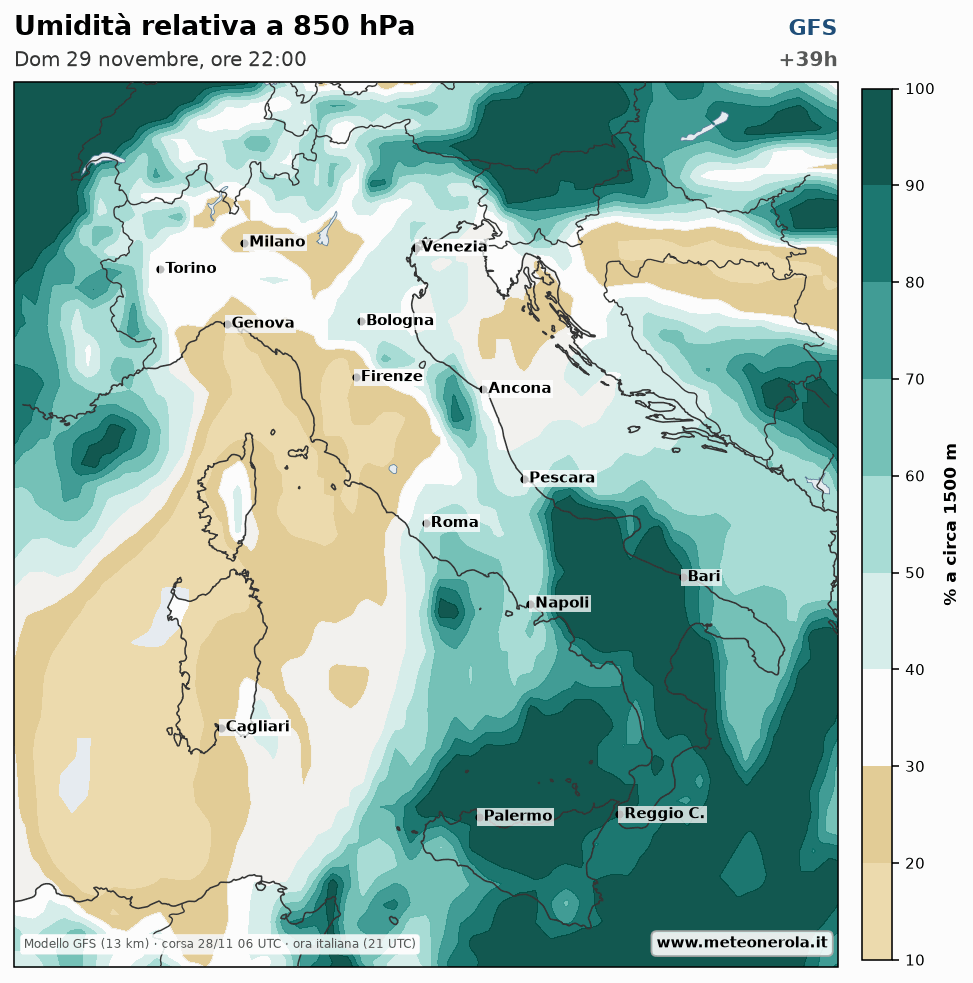 Umidità relativa a 850 hPa
GFS
Dom 29 novembre, ore 22:00
+39h
100
90
80
70
60
50
40
30
20
10
% a circa 1500 m
Milano
Venezia
Torino
Genova
Bologna
Firenze
Ancona
Pescara
Roma
Bari
Napoli
Cagliari
Palermo
Reggio C.
Modello GFS (13 km) · corsa 28/11 06 UTC · ora italiana (21 UTC)
www.meteonerola.it